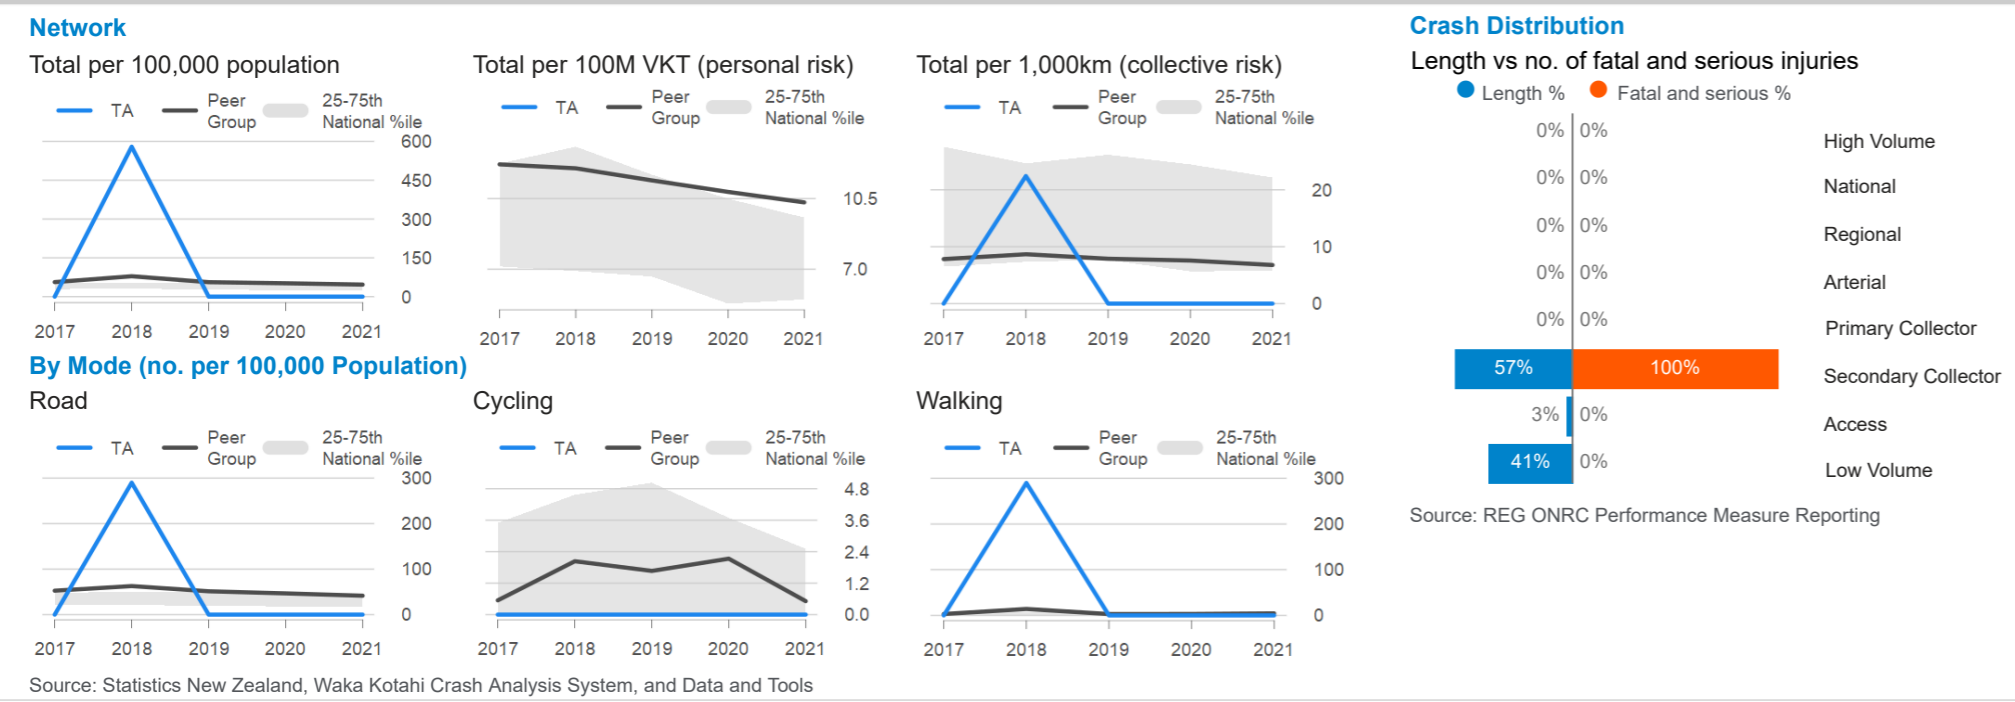 Network
Total per 100,000 population
TA
Peer Group
25-75th National %ile
600
450
300
150
0
2017 2018 2019 2020 2021
Total per 100M VKT (personal risk)
TA
Peer Group
25-75th National %ile
10.5
7.0
2017 2018 2019 2020 2021
Total per 1,000km (collective risk)
TA
Peer Group
25-75th National %ile
20
10
0
2017 2018 2019 2020 2021
By Mode (no. per 100,000 Population)
Road
TA
Peer Group
25-75th National %ile
300
200
100
0
2017 2018 2019 2020 2021
Cycling
TA
Peer Group
25-75th National %ile
4.8
3.6
2.4
1.2
0.0
2017 2018 2019 2020 2021
Walking
TA
Peer Group
25-75th National %ile
300
200
100
0
2017 2018 2019 2020 2021
Source: Statistics New Zealand, Waka Kotahi Crash Analysis System, and Data and Tools
Crash Distribution
Length vs no. of fatal and serious injuries
Length % Fatal and serious %
0% 0% High Volume
0% 0% National
0% 0% Regional
0% 0% Arterial
0% 0% Primary Collector
57% 100% Secondary Collector
3% 0% Access
41% 0% Low Volume
Source: REG ONRC Performance Measure Reporting